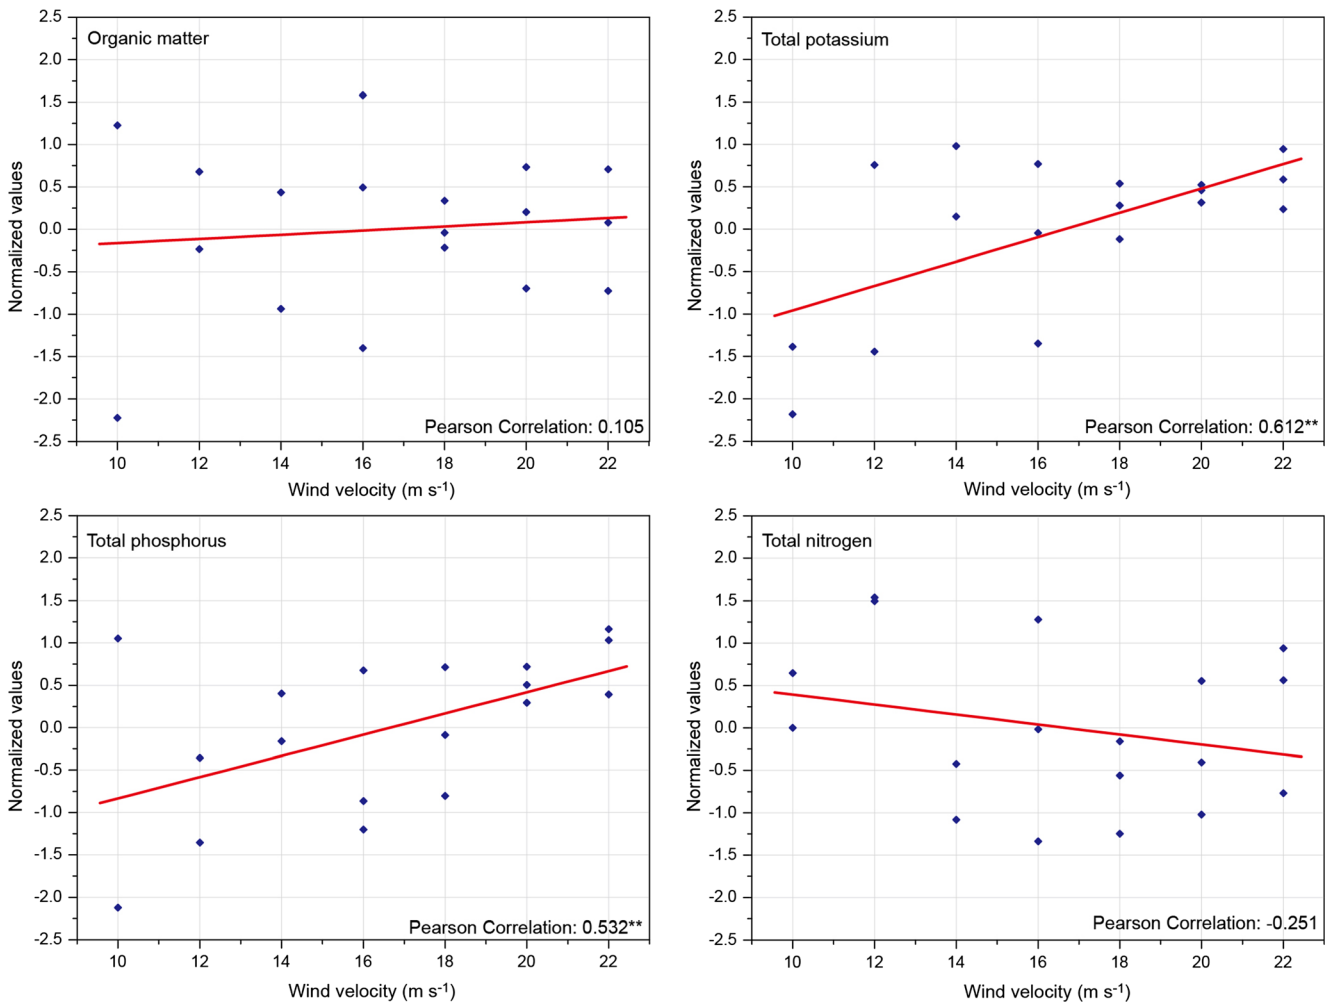 Organic matter
Normalized values
2.5
2.0
1.5
1.0
0.5
0.0
-0.5
-1.0
-1.5
-2.0
-2.5
Pearson Correlation: 0.105
10 12 14 16 18 20 22
Wind velocity (m s-1)
Total potassium
Normalized values
2.5
2.0
1.5
1.0
0.5
0.0
-0.5
-1.0
-1.5
-2.0
-2.5
Pearson Correlation: 0.612**
10 12 14 16 18 20 22
Wind velocity (m s-1)
Total phosphorus
Normalized values
2.5
2.0
1.5
1.0
0.5
0.0
-0.5
-1.0
-1.5
-2.0
-2.5
Pearson Correlation: 0.532**
10 12 14 16 18 20 22
Wind velocity (m s-1)
Total nitrogen
Normalized values
2.5
2.0
1.5
1.0
0.5
0.0
-0.5
-1.0
-1.5
-2.0
-2.5
Pearson Correlation: -0.251
10 12 14 16 18 20 22
Wind velocity (m s-1)